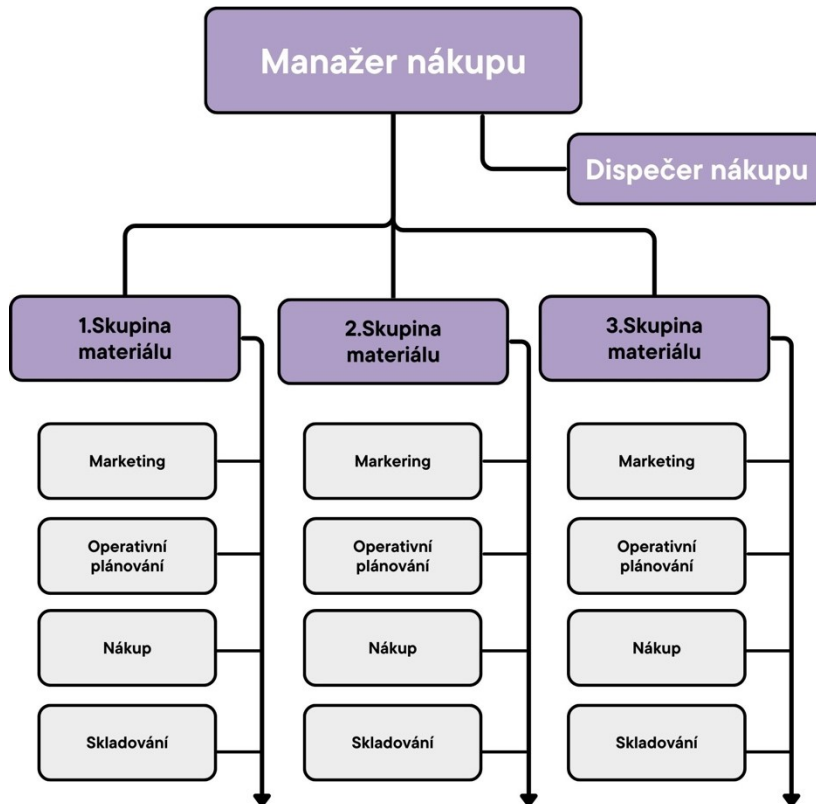 Manažer nákupu
Dispečer nákupu
1.Skupina
materiálu
2.Skupina
materiálu
3.Skupina
materiálu
Marketing
Markering
Marketing
Operativní
plánování
Operativní
plánování
Operativní
plánování
Nákup
Nákup
Nákup
Skladování
Skladování
Skladování